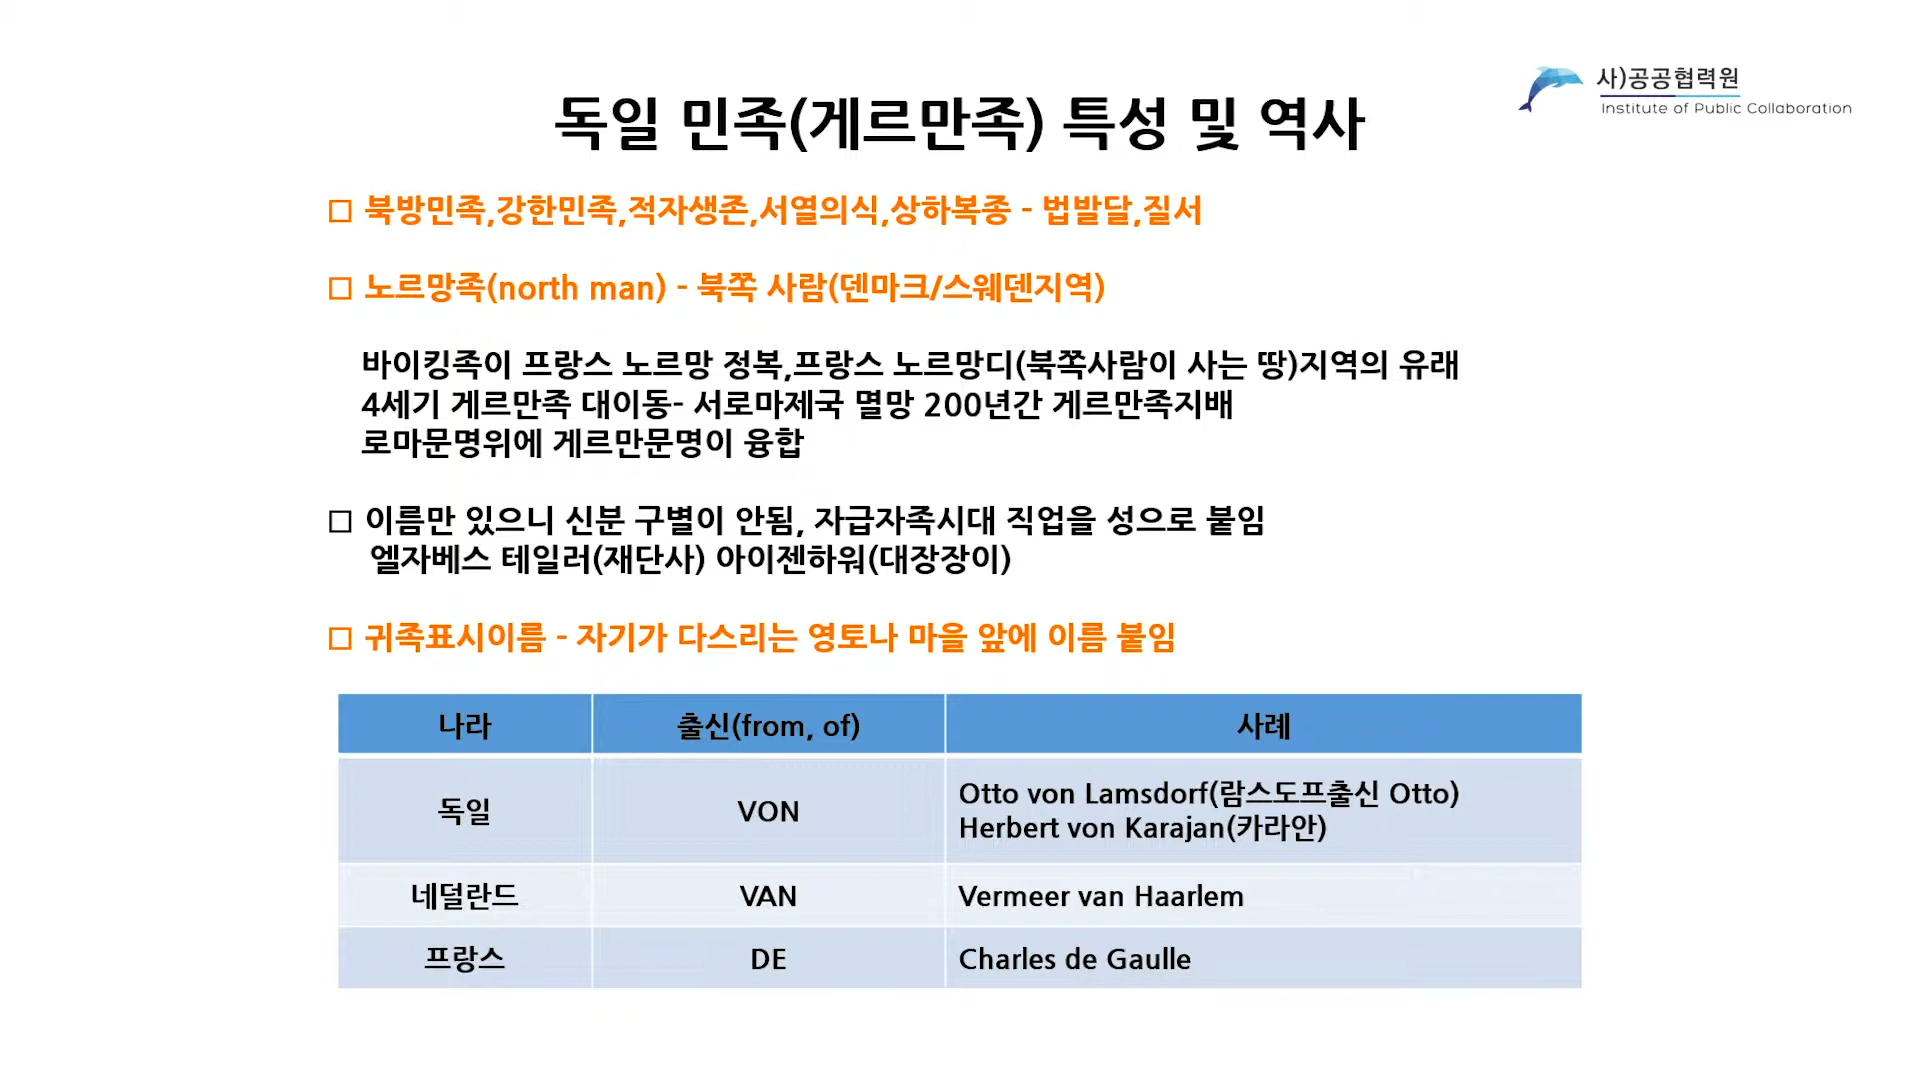 사)공공협력원
Institute of Public Collaboration
독일 민족(게르만족) 특성 및 역사
□ 북방민족,강한민족,적자생존,서열의식,상하복종 - 법발달,질서
□ 노르망족(north man) - 북쪽 사람(덴마크/스웨덴지역)
바이킹족이 프랑스 노르망 정복,프랑스 노르망디(북쪽사람이 사는 땅)지역의 유래
4세기 게르만족 대이동- 서로마제국 멸망 200년간 게르만족지배
로마문명위에 게르만문명이 융합
□ 이름만 있으니 신분 구별이 안됨, 자급자족시대 직업을 성으로 붙임
엘자베스 테일러(재단사) 아이젠하워(대장장이)
□ 귀족표시이름 - 자기가 다스리는 영토나 마을 앞에 이름 붙임
나라 출신(from, of) 사례
독일 VON Otto von Lamsdorf(람스도프출신 Otto)
Herbert von Karajan(카라안)
네덜란드 VAN Vermeer van Haarlem
프랑스 DE Charles de Gaulle